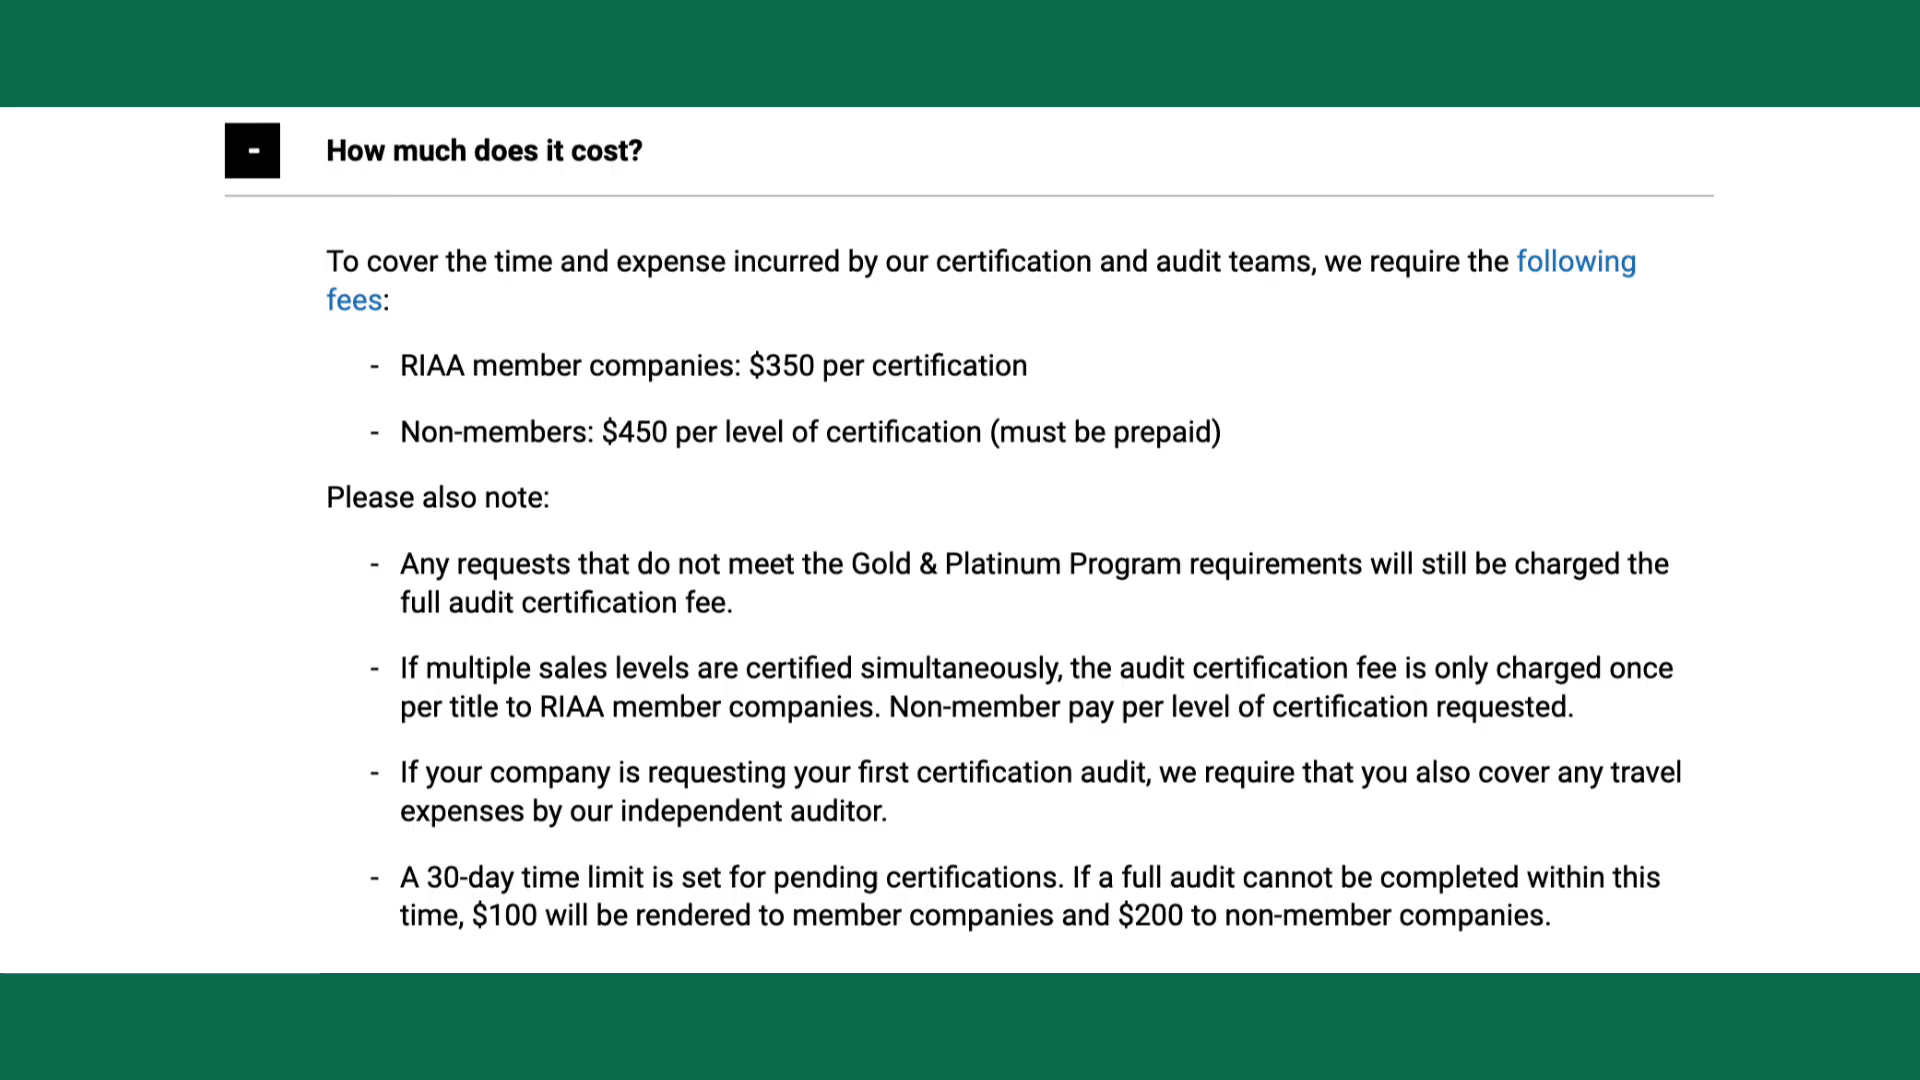 -
How much does it cost?
To cover the time and expense incurred by our certification and audit teams, we require the following
fees:
- RIAA member companies: $350 per certification
- Non-members: $450 per level of certification (must be prepaid)
Please also note:
- Any requests that do not meet the Gold & Platinum Program requirements will still be charged the
full audit certification fee.
- If multiple sales levels are certified simultaneously, the audit certification fee is only charged once
per title to RIAA member companies. Non-member pay per level of certification requested.
- If your company is requesting your first certification audit, we require that you also cover any travel
expenses by our independent auditor.
- A 30-day time limit is set for pending certifications. If a full audit cannot be completed within this
time, $100 will be rendered to member companies and $200 to non-member companies.